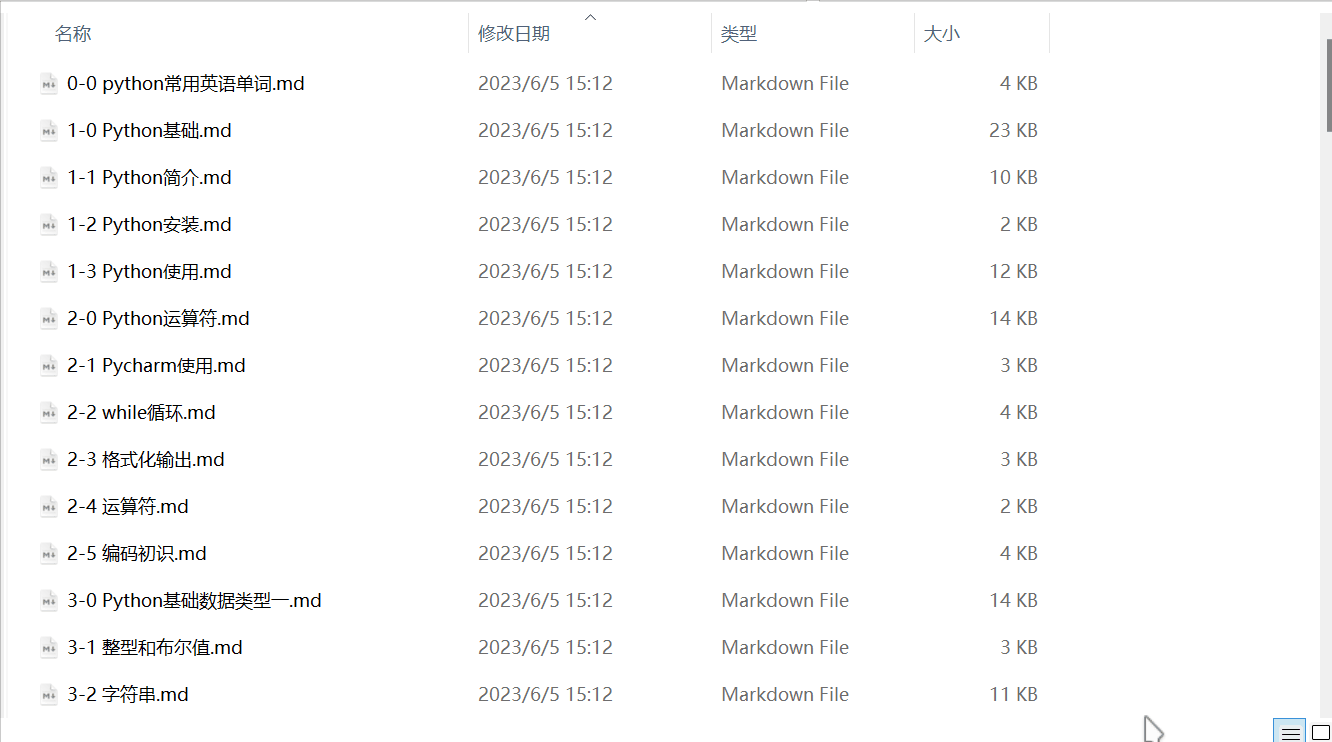 名称 修改日期 类型 大小
0-0 python常用英语单词.md 2023/6/5 15:12 Markdown File 4 KB
1-0 Python基础.md 2023/6/5 15:12 Markdown File 23 KB
1-1 Python简介.md 2023/6/5 15:12 Markdown File 10 KB
1-2 Python安装.md 2023/6/5 15:12 Markdown File 2 KB
1-3 Python使用.md 2023/6/5 15:12 Markdown File 12 KB
2-0 Python运算符.md 2023/6/5 15:12 Markdown File 14 KB
2-1 Pycharm使用.md 2023/6/5 15:12 Markdown File 3 KB
2-2 while循环.md 2023/6/5 15:12 Markdown File 4 KB
2-3 格式化输出.md 2023/6/5 15:12 Markdown File 3 KB
2-4 运算符.md 2023/6/5 15:12 Markdown File 2 KB
2-5 编码初识.md 2023/6/5 15:12 Markdown File 4 KB
3-0 Python基础数据类型一.md 2023/6/5 15:12 Markdown File 14 KB
3-1 整型和布尔值.md 2023/6/5 15:12 Markdown File 3 KB
3-2 字符串.md 2023/6/5 15:12 Markdown File 11 KB